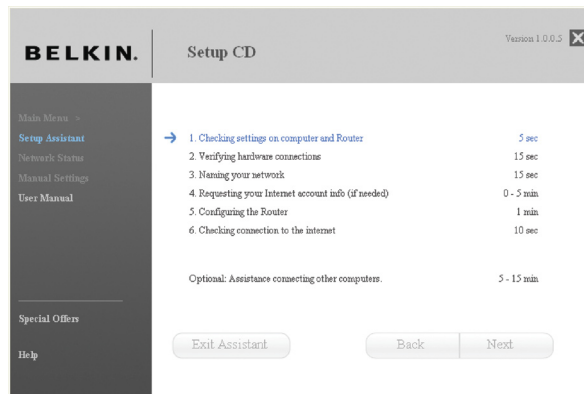 BELKIN.
Setup CD
Version 1.0.0.5
Main Menu >
Setup Assistant
Network Status
Manual Settings
User Manual
Special Offers
Help
1. Checking settings on computer and Router 5 sec
2. Verifying hardware connections 15 sec
3. Naming your network 15 sec
4. Requesting your Internet account info (if needed) 0 - 5 min
5. Configuring the Router 1 min
6. Checking connection to the internet 10 sec
Optional: Assistance connecting other computers. 5 - 15 min
Exit Assistant
Back
Next